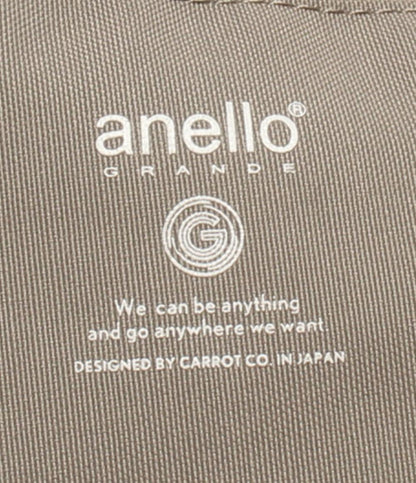 anello®
GRANDE
G
We can be anything
and go anywhere we want.
DESIGNED BY CARROT CO. IN JAPAN